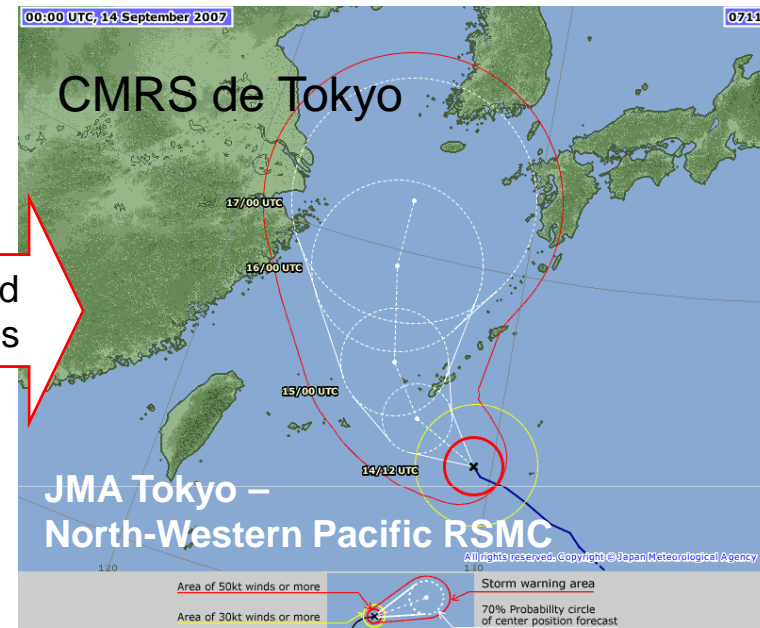 00:00 UTC, 14 September 2007
0711
CMRS de Tokyo
17/00 UTC
16/00 UTC
d
s
15/00 UTC
14/12 UTC
JMA Tokyo –
North-Western Pacific RSMC
All rights reserved. Copyright © Japan Meteorological Agency
120
130
Area of 50kt winds or more
Storm warning area
Area of 30kt winds or more
70% Probability circle
of center position forecast